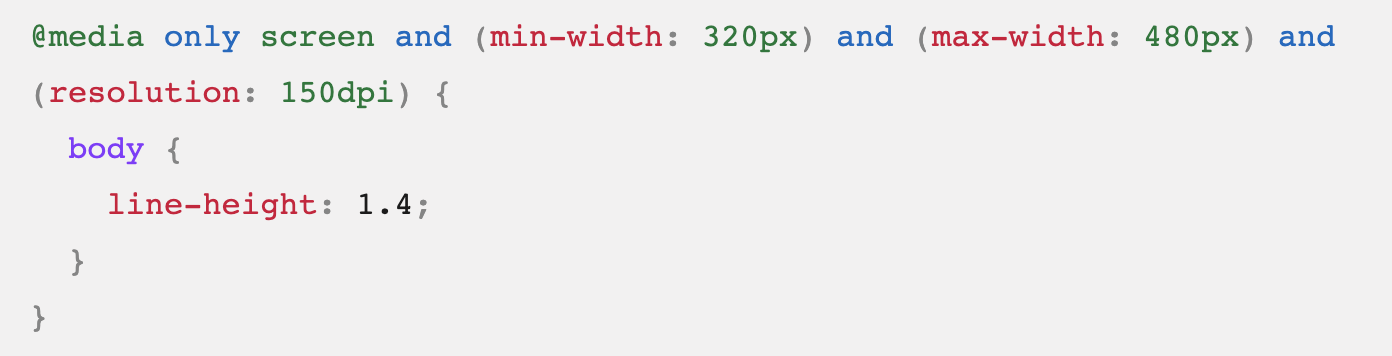 @media only screen and (min-width: 320px) and (max-width: 480px) and
(resolution: 150dpi) {
  body {
    line-height: 1.4;
  }
}